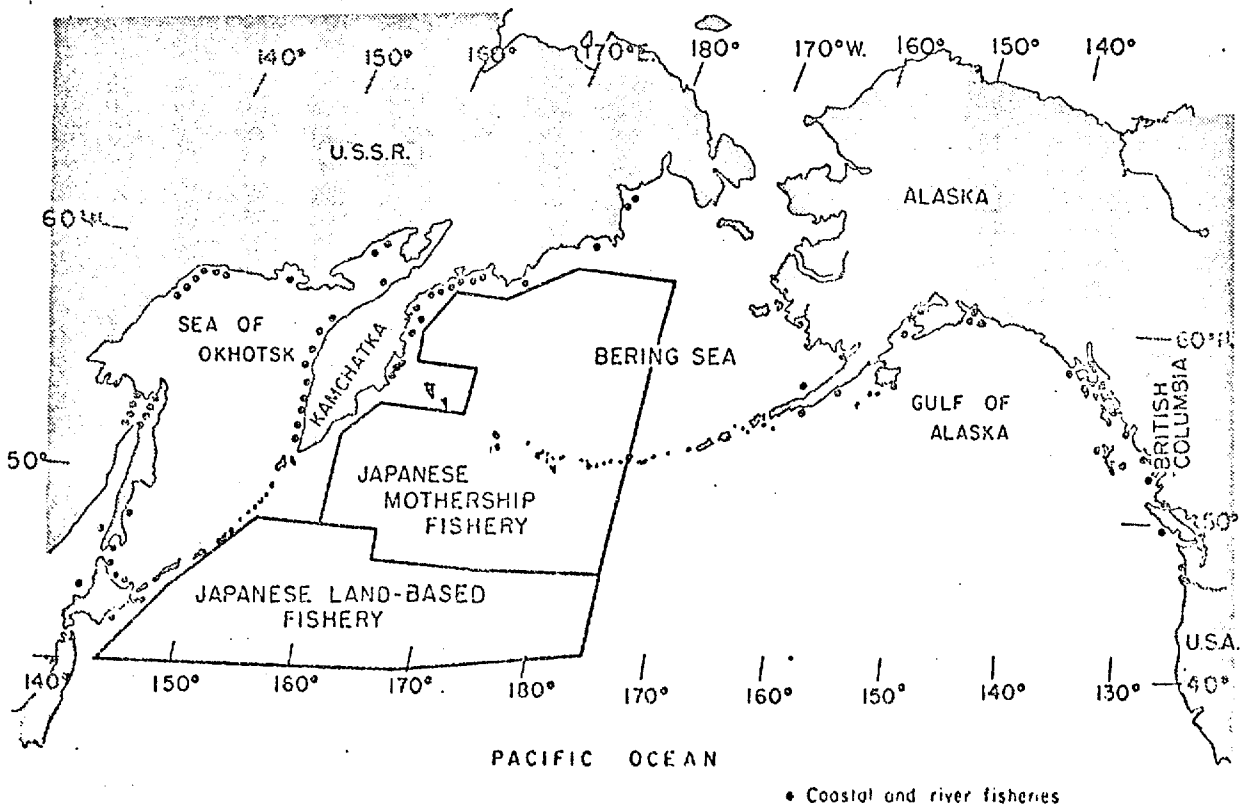 140° 150° 160° 170°E. 180° 170°W. 160° 150° 140°
U.S.S.R.
ALASKA
SEA OF
OKHOTSK
KAMCHATKA
BERING SEA
GULF OF
ALASKA
BRITISH
COLUMBIA
50°
JAPANESE
MOTHERSHIP
FISHERY
50°
JAPANESE LAND-BASED
FISHERY
U.S.A.
140° 150° 160° 170° 180° 170° 160° 150° 140° 130° 40°
PACIFIC OCEAN
• Coastal and river fisheries